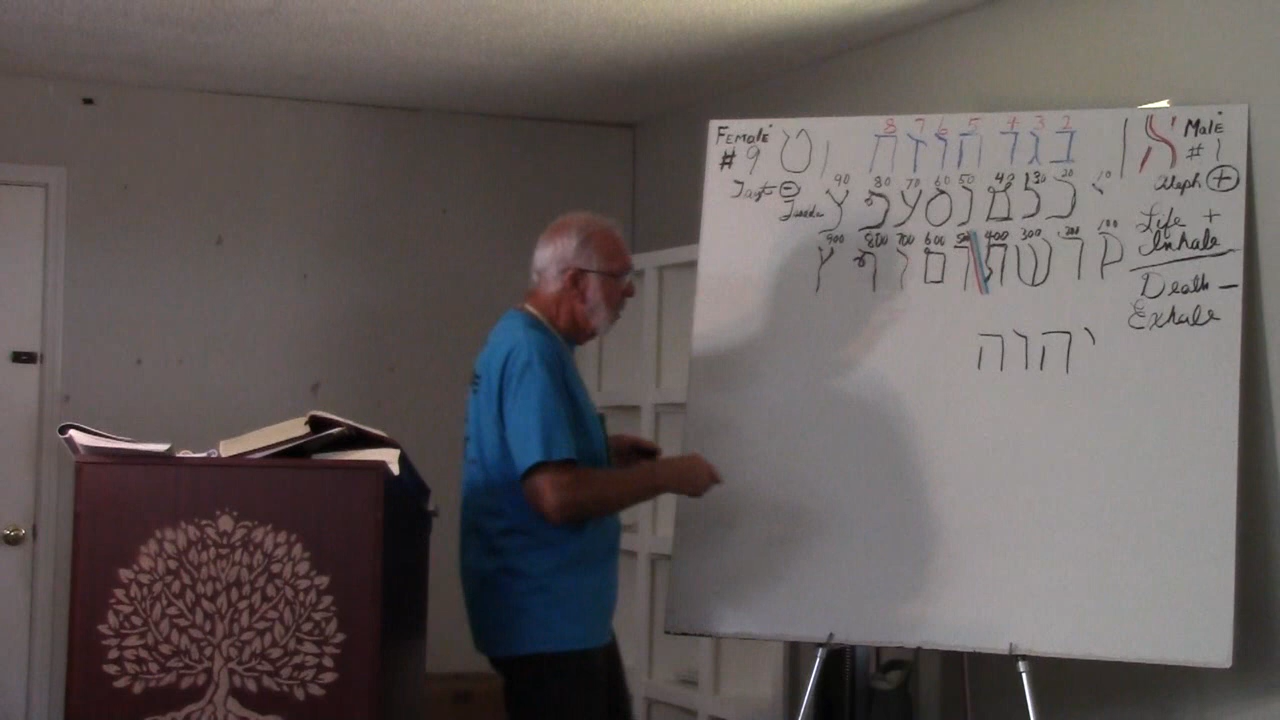 Female
# 9
8 7 6 5 4 3 2
א ב ג ד ה ו ז ח ט
Male
# 1
90 80 70 60 50 40 30 20 10
י כ ל מ נ ס ע פ צ
Aleph +
900 800 700 600 500 400 300 200 100
ק ר ש ת ך ם ן ף ץ
Life +
Inhale
Death -
Exhale
יהוה